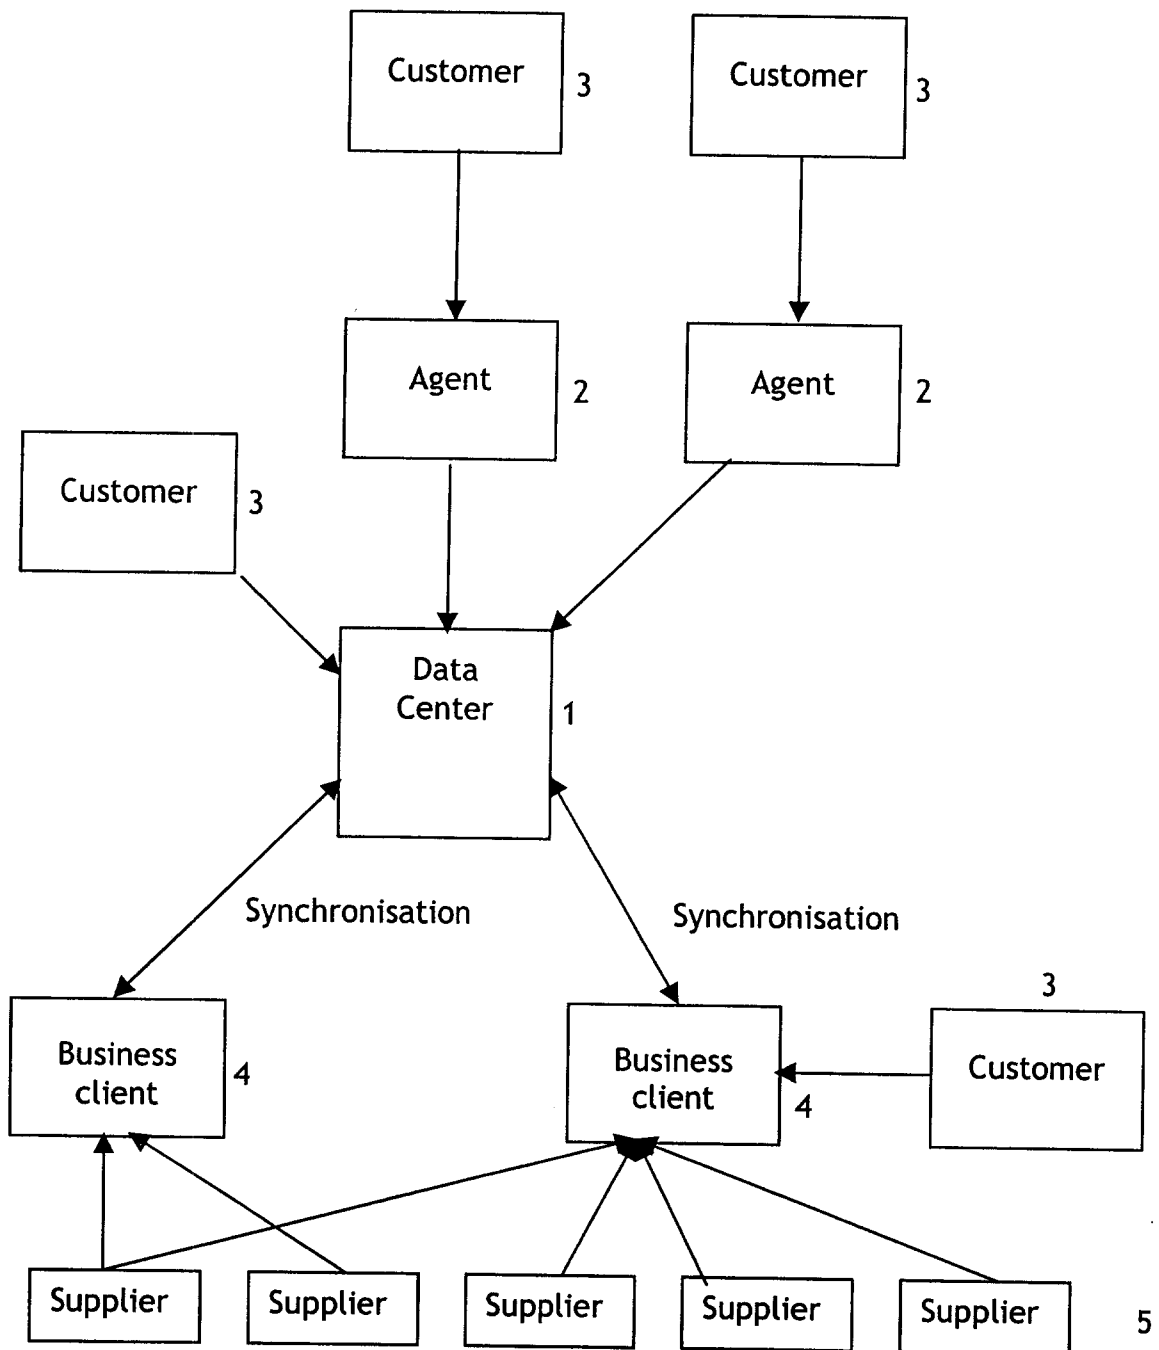 Customer 3
Customer 3
Agent 2
Agent 2
Customer 3
Data
Center 1
Synchronisation
Synchronisation
3
Business
client 4
Business
client 4
Customer
Supplier
Supplier
Supplier
Supplier
Supplier
5